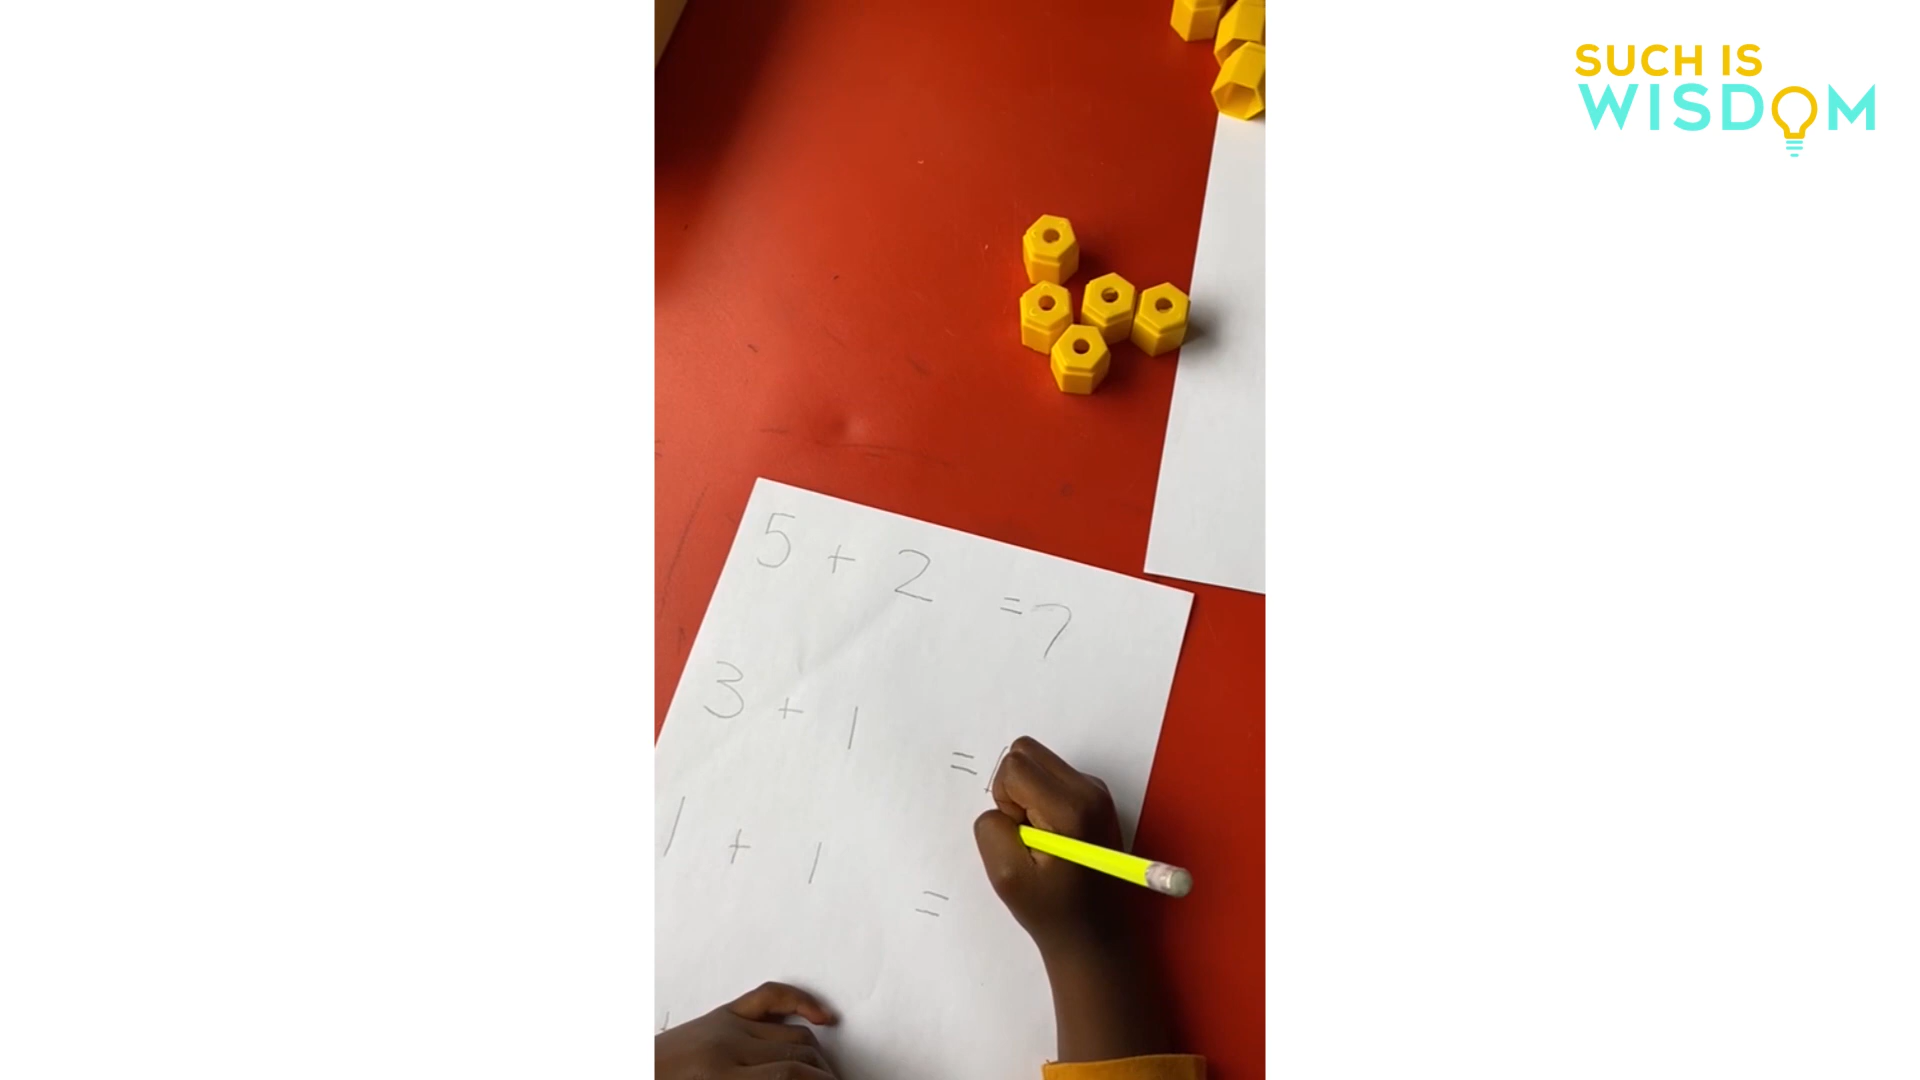 SUCH IS
WISDOM
5 + 2 = 7
3 + 1 =
1 + 1 =